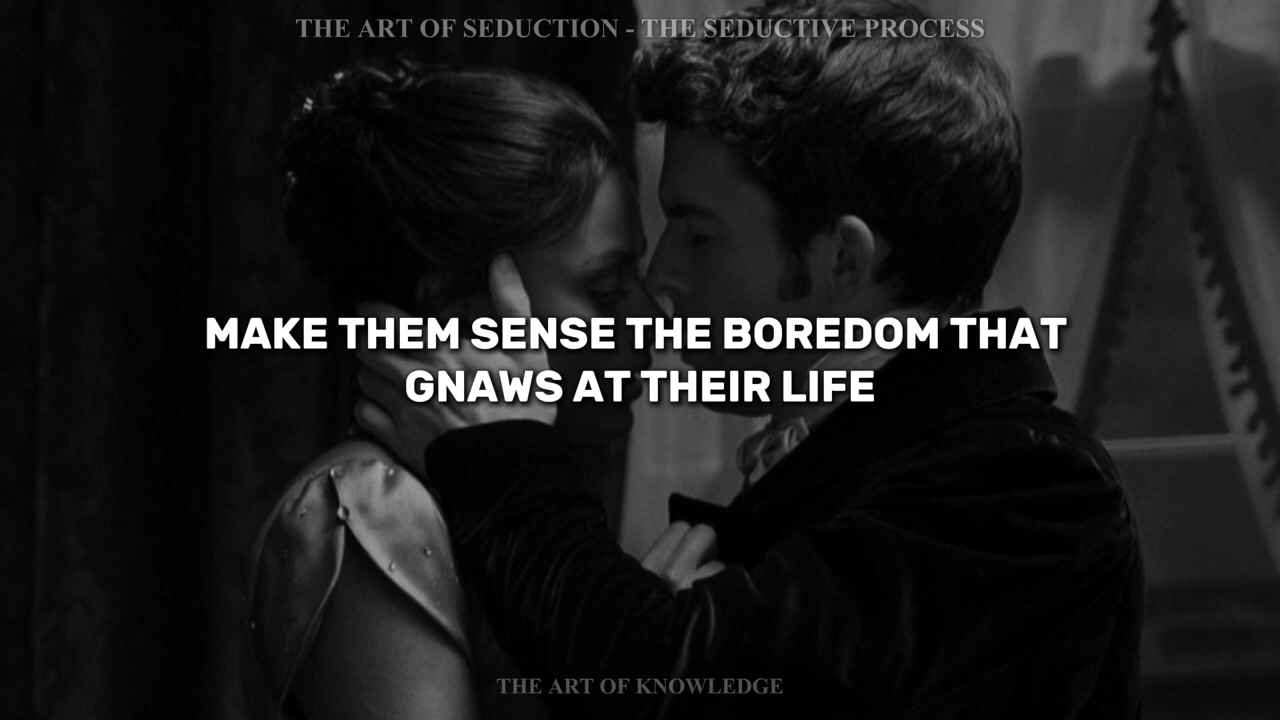 THE ART OF SEDUCTION - THE SEDUCTIVE PROCESS
MAKE THEM SENSE THE BOREDOM THAT
GNAWS AT THEIR LIFE
THE ART OF KNOWLEDGE